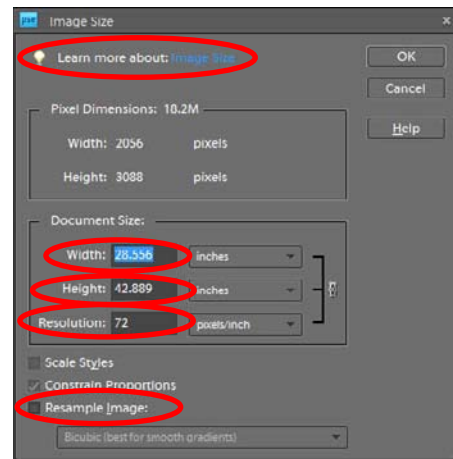 pse Image Size x
Learn more about: Image Size
OK
Cancel
Help
Pixel Dimensions: 18.2M
Width: 2056 pixels
Height: 3088 pixels
Document Size:
Width: 28.556 inches
Height: 42.889 inches
Resolution: 72 pixels/inch
Scale Styles
Constrain Proportions
Resample Image:
Bicubic (best for smooth gradients)